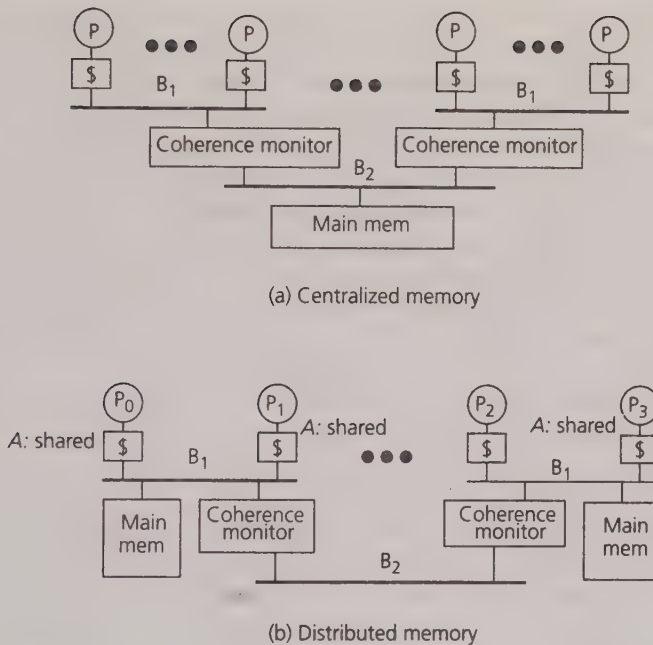 P P P P
$ $ $ $
B1 B1
Coherence monitor Coherence monitor
B2
Main mem
(a) Centralized memory
P0 P1 P2 P3
A: shared $ $ A: shared $ A: shared $
B1 B1
Main mem Coherence monitor Coherence monitor Main mem
B2
(b) Distributed memory